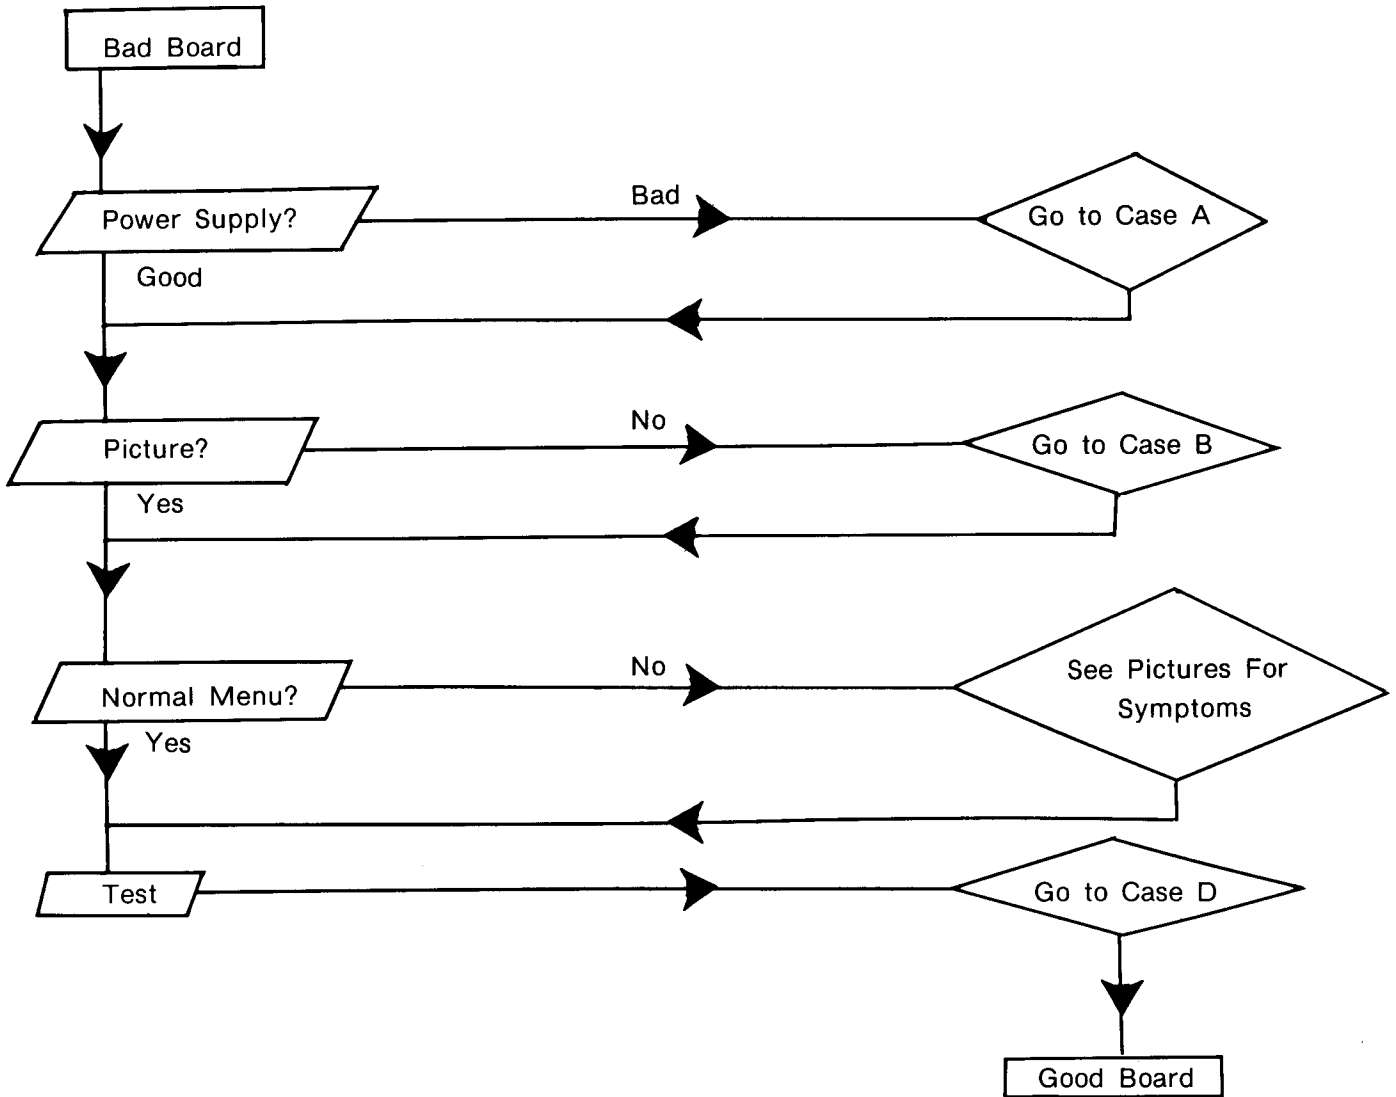 Bad Board
Power Supply?
Bad
Go to Case A
Good
Picture?
No
Go to Case B
Yes
Normal Menu?
No
See Pictures For
Symptoms
Yes
Test
Go to Case D
Good Board